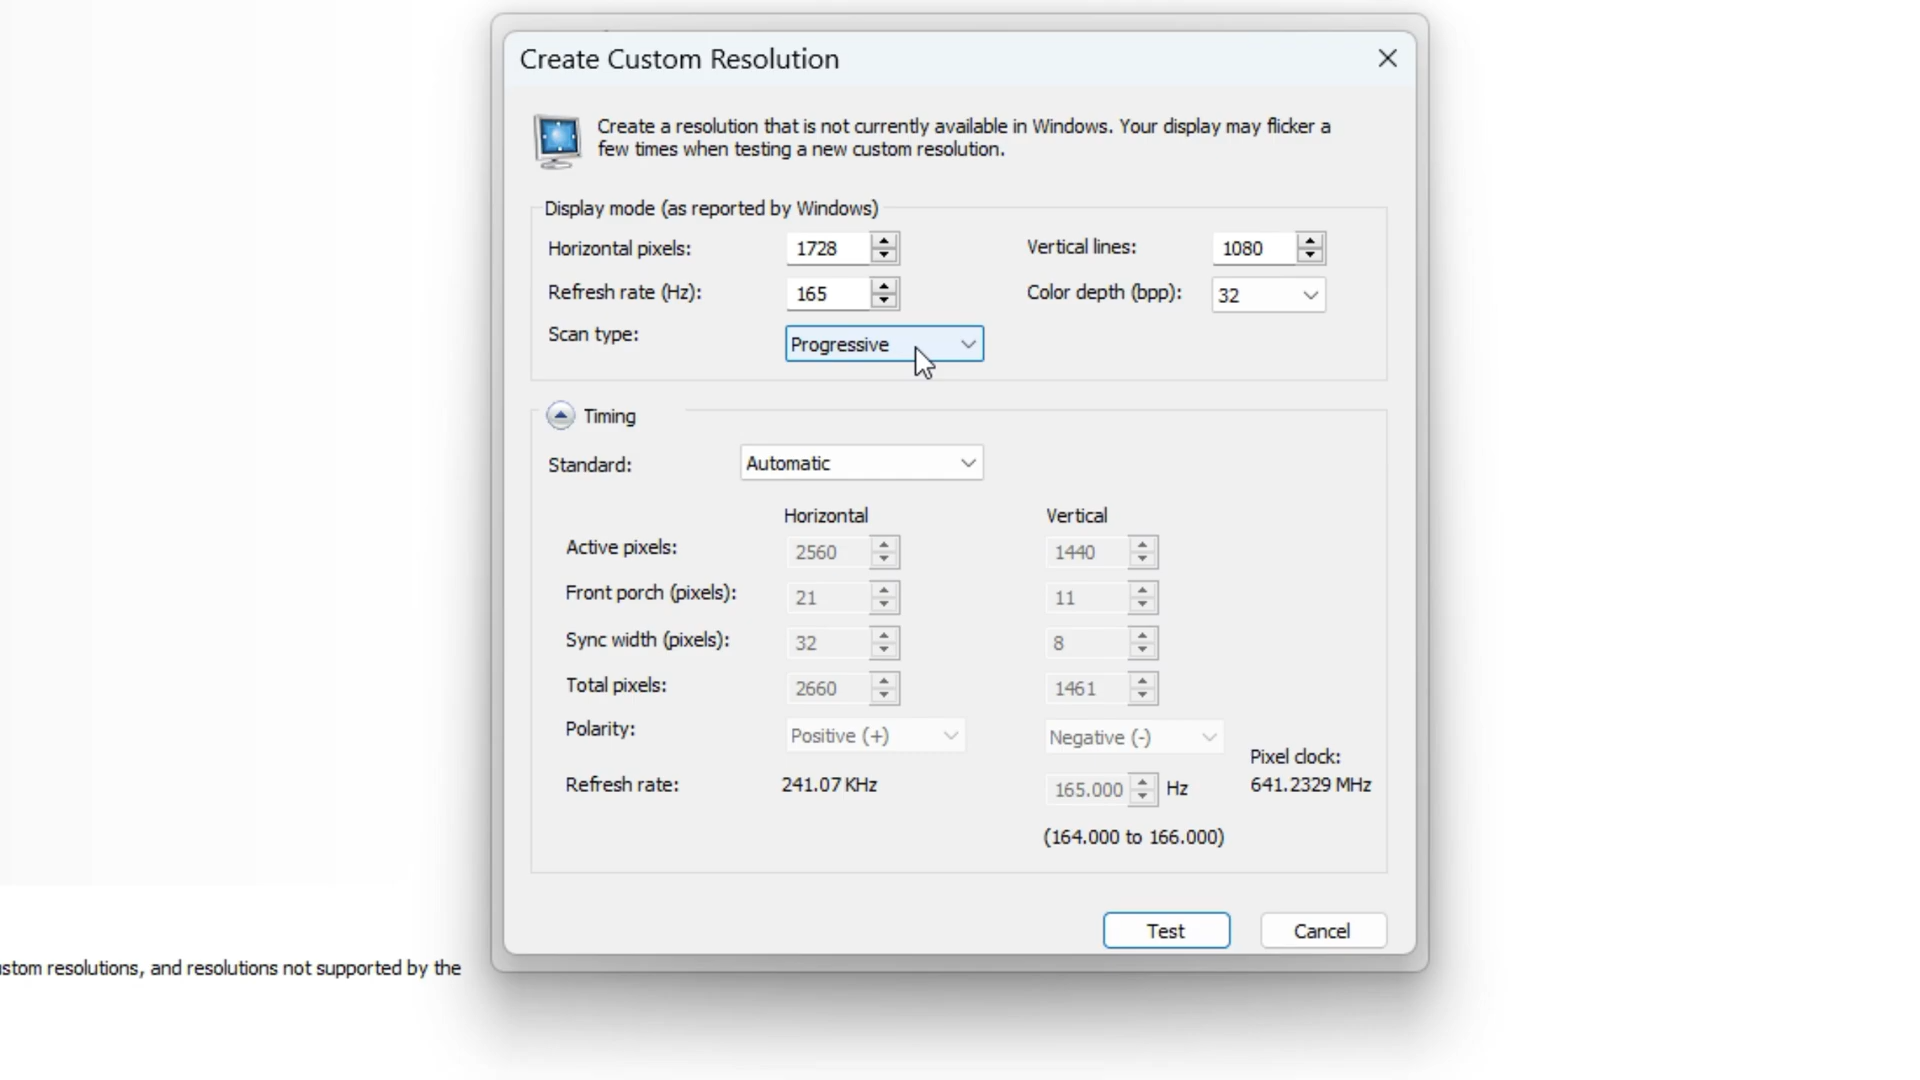 Create Custom Resolution
Create a resolution that is not currently available in Windows. Your display may flicker a
few times when testing a new custom resolution.
Display mode (as reported by Windows)
Horizontal pixels: 1728 Vertical lines: 1080
Refresh rate (Hz): 165 Color depth (bpp): 32
Scan type: Progressive
Timing
Standard: Automatic
Horizontal Vertical
Active pixels: 2560 1440
Front porch (pixels): 21 11
Sync width (pixels): 32 8
Total pixels: 2660 1461
Polarity: Positive (+) Negative (-)
Pixel clock:
Refresh rate: 241.07 KHz 165.000 Hz 641.2329 MHz
(164.000 to 166.000)
Test Cancel
resolutions, and resolutions not supported by the